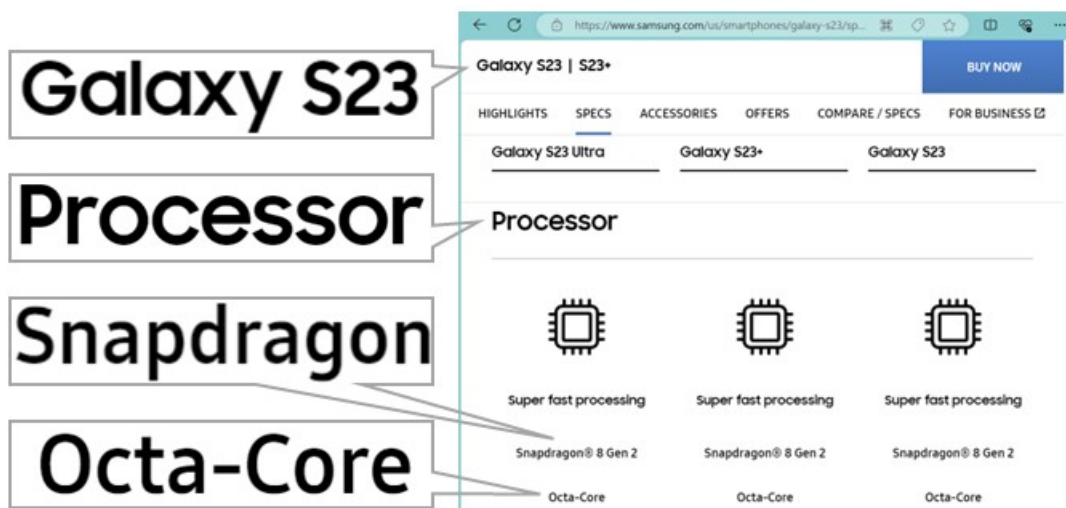 Galaxy S23
Processor
Snapdragon
Octa-Core
https://www.samsung.com/us/smartphones/galaxy-s23/sp...
Galaxy S23 | S23+
BUY NOW
HIGHLIGHTS SPECS ACCESSORIES OFFERS COMPARE / SPECS FOR BUSINESS
Galaxy S23 Ultra Galaxy S23+ Galaxy S23
Processor
Super fast processing Super fast processing Super fast processing
Snapdragon® 8 Gen 2 Snapdragon® 8 Gen 2 Snapdragon® 8 Gen 2
Octa-Core Octa-Core Octa-Core